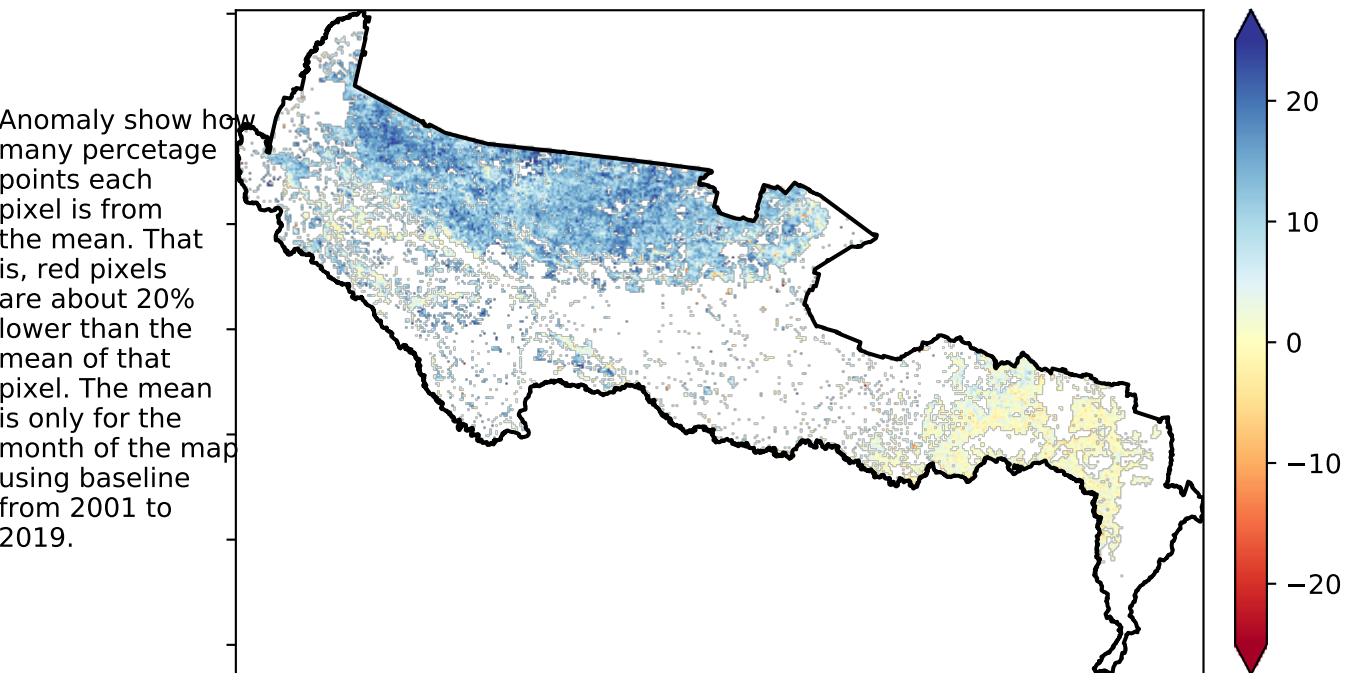 Anomaly show how
many percetage
points each
pixel is from
the mean. That
is, red pixels
are about 20%
lower than the
mean of that
pixel. The mean
is only for the
month of the map
using baseline
from 2001 to
2019.
20
10
0
−10
−20